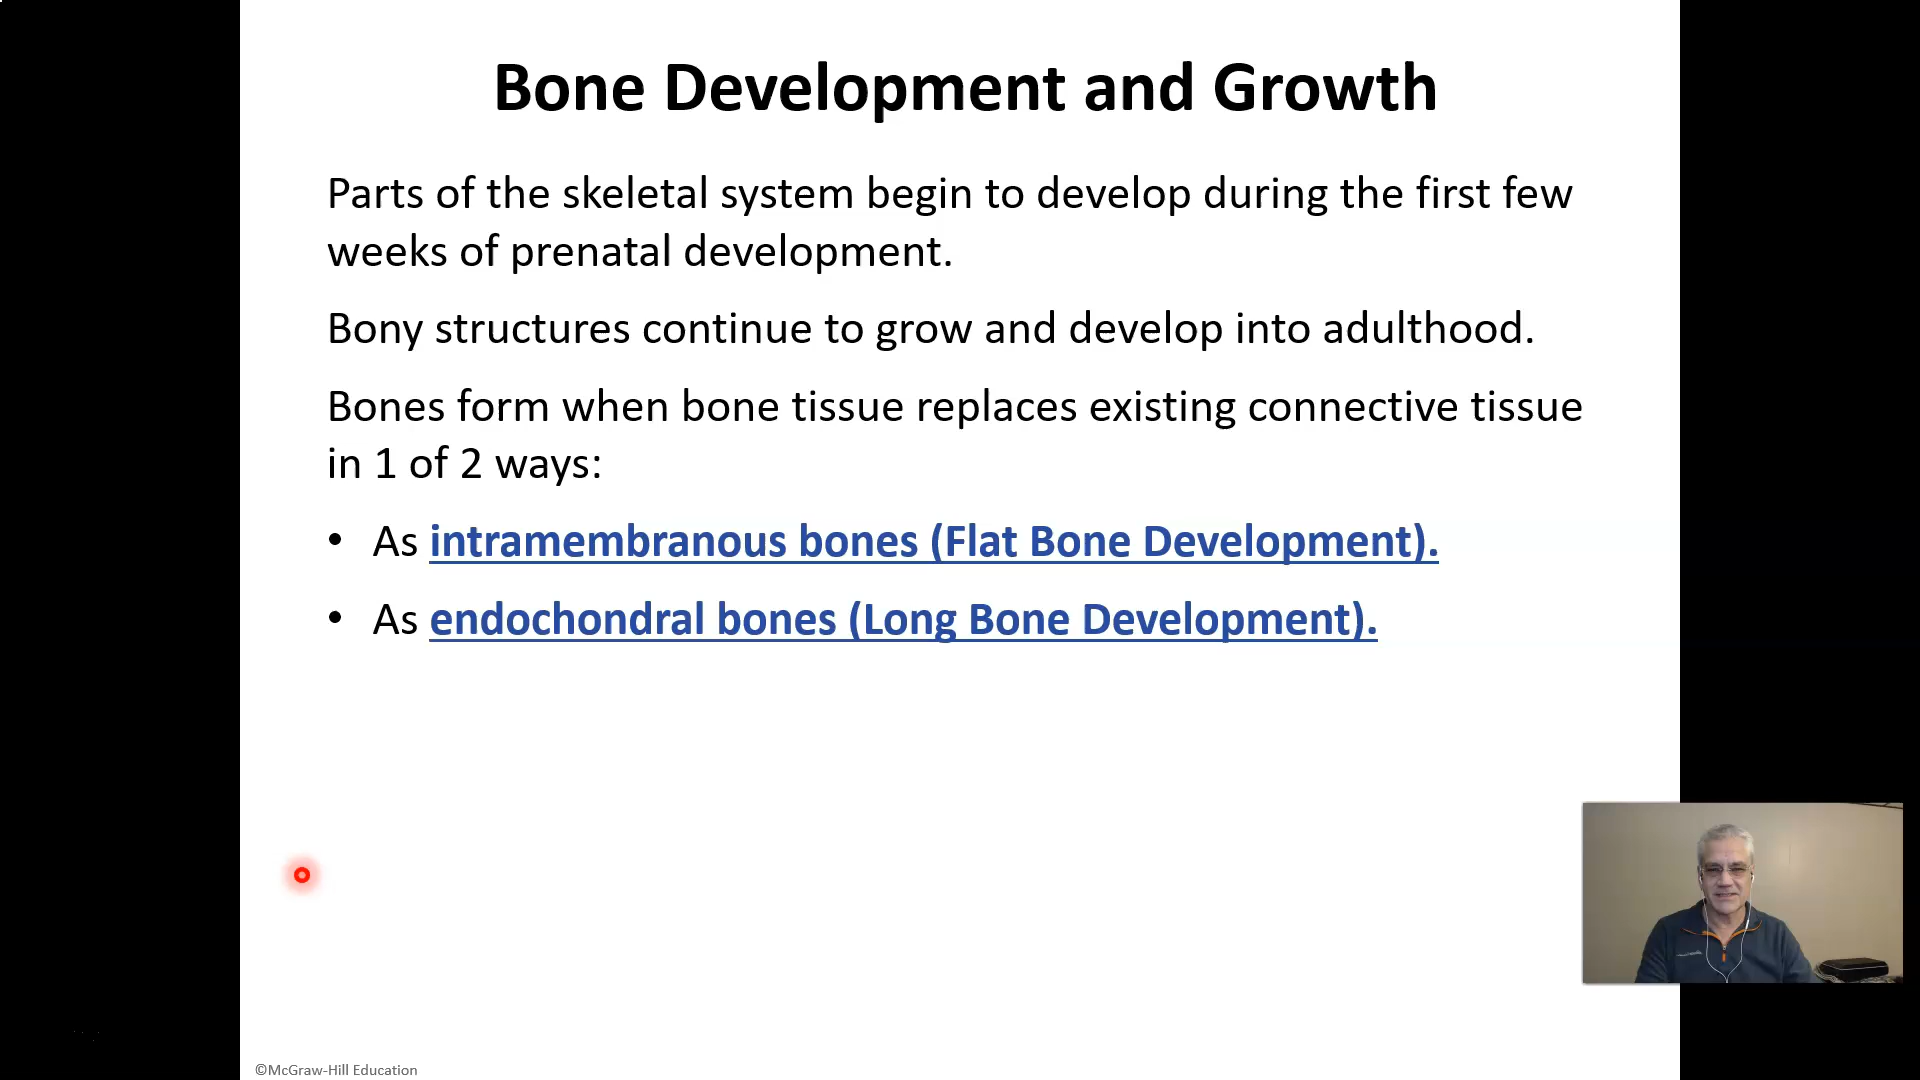 Bone Development and Growth
Parts of the skeletal system begin to develop during the first few
weeks of prenatal development.
Bony structures continue to grow and develop into adulthood.
Bones form when bone tissue replaces existing connective tissue
in 1 of 2 ways:
• As intramembranous bones (Flat Bone Development).
• As endochondral bones (Long Bone Development).
©McGraw-Hill Education